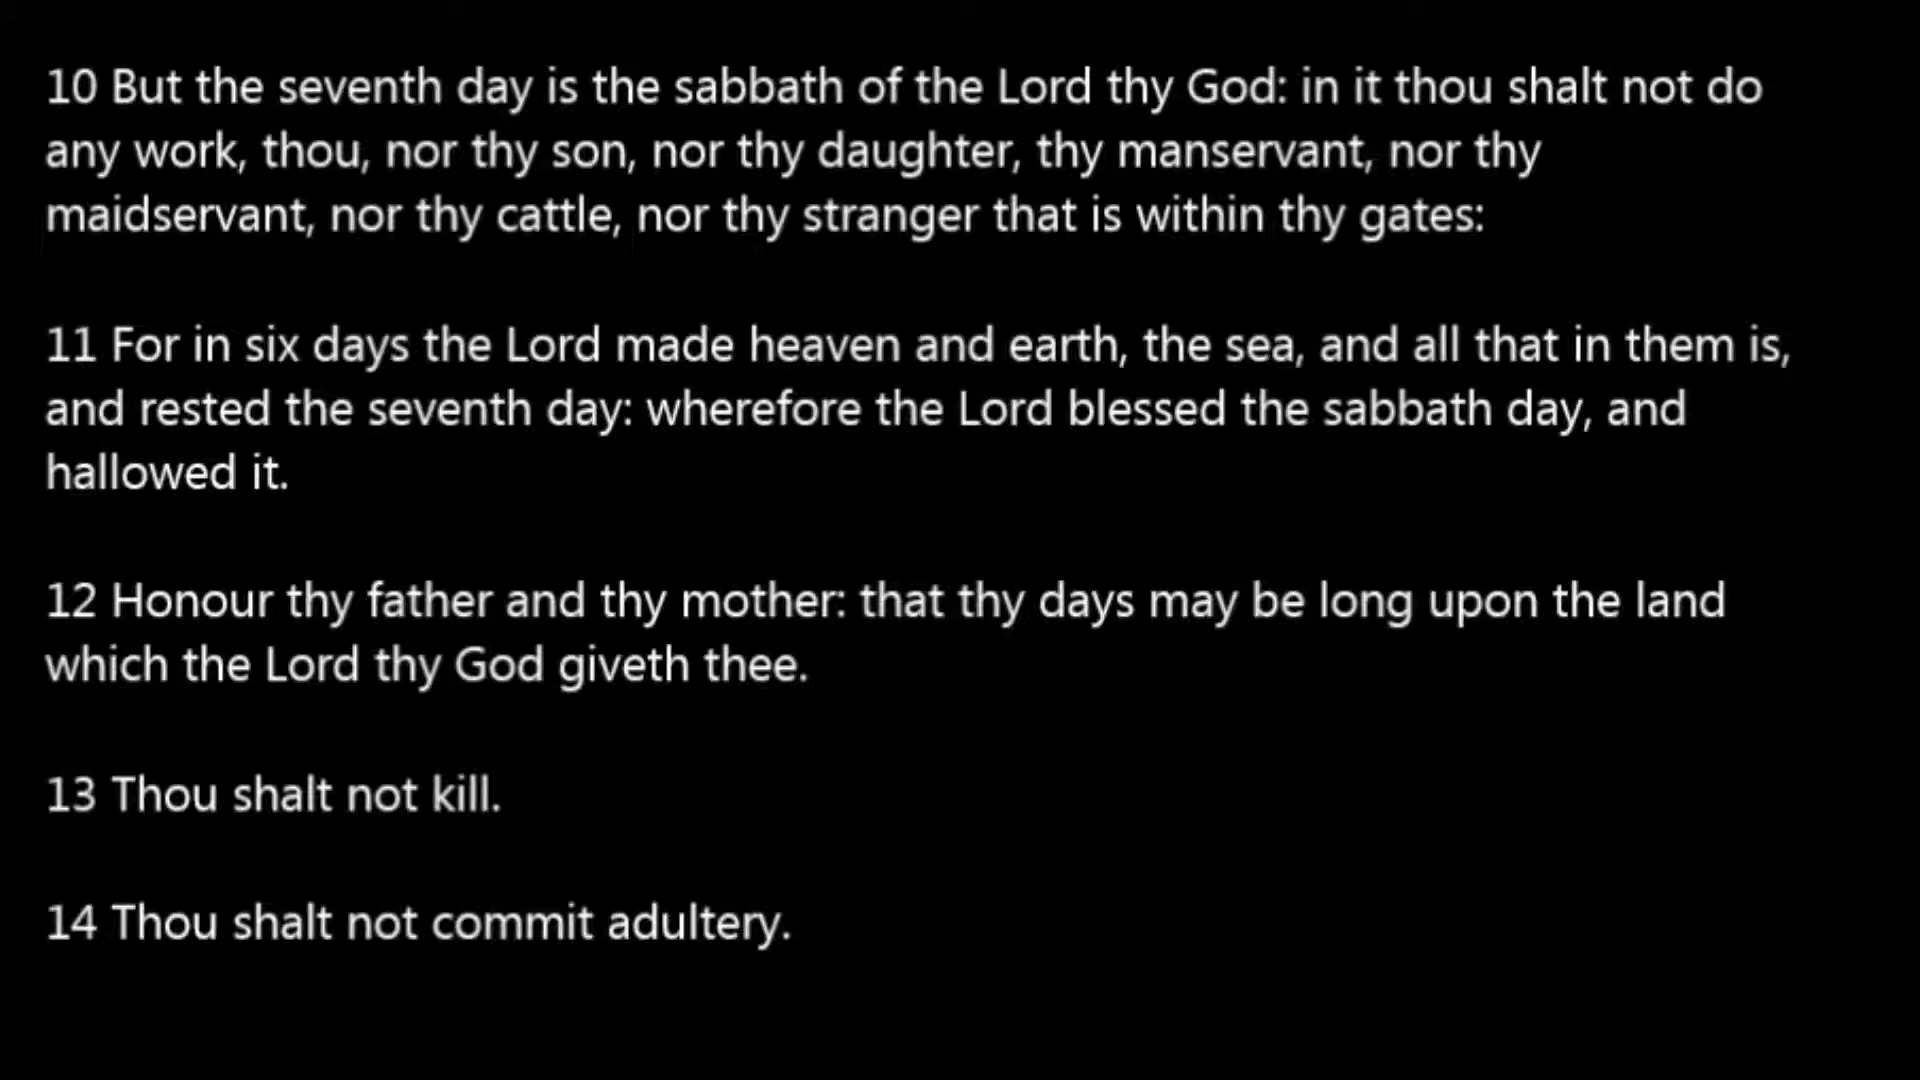 10 But the seventh day is the sabbath of the Lord thy God: in it thou shalt not do
any work, thou, nor thy son, nor thy daughter, thy manservant, nor thy
maidservant, nor thy cattle, nor thy stranger that is within thy gates:
11 For in six days the Lord made heaven and earth, the sea, and all that in them is,
and rested the seventh day: wherefore the Lord blessed the sabbath day, and
hallowed it.
12 Honour thy father and thy mother: that thy days may be long upon the land
which the Lord thy God giveth thee.
13 Thou shalt not kill.
14 Thou shalt not commit adultery.